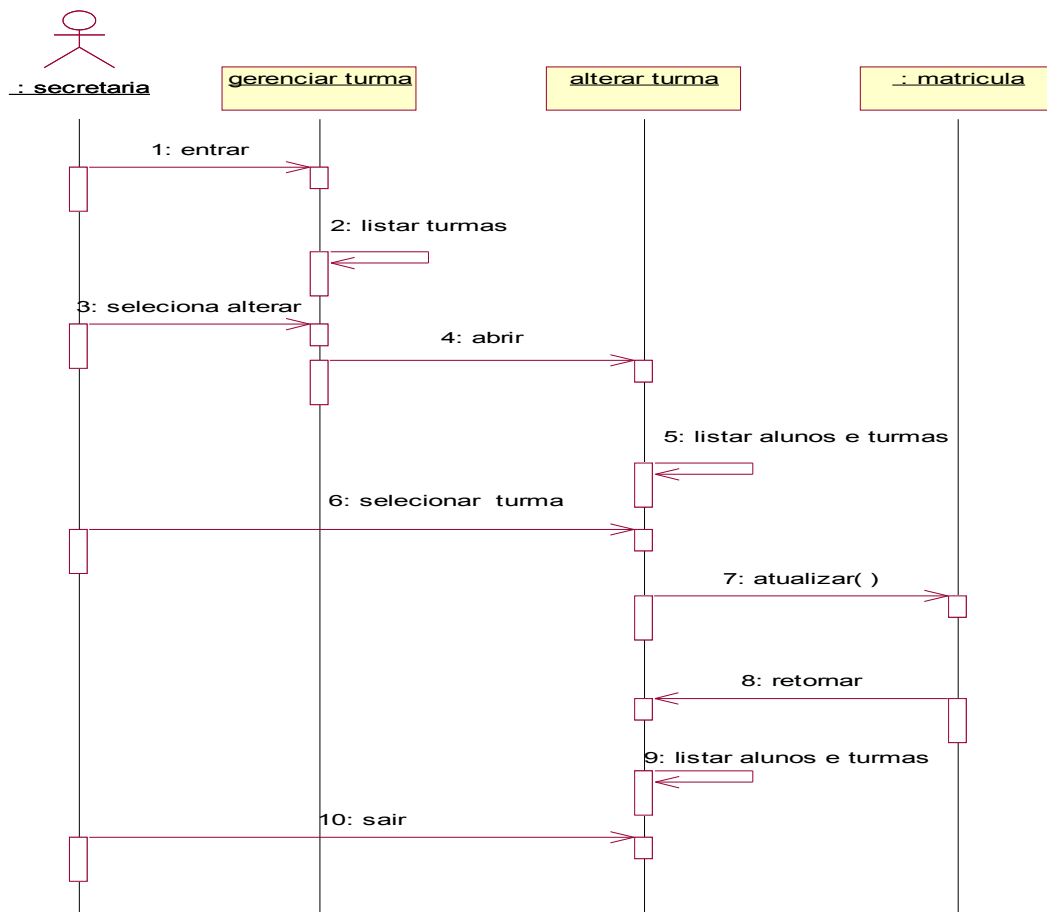 : secretaria
gerenciar turma
alterar turma
: matricula
1: entrar
2: listar turmas
3: seleciona alterar
4: abrir
5: listar alunos e turmas
6: selecionar turma
7: atualizar( )
8: retornar
9: listar alunos e turmas
10: sair